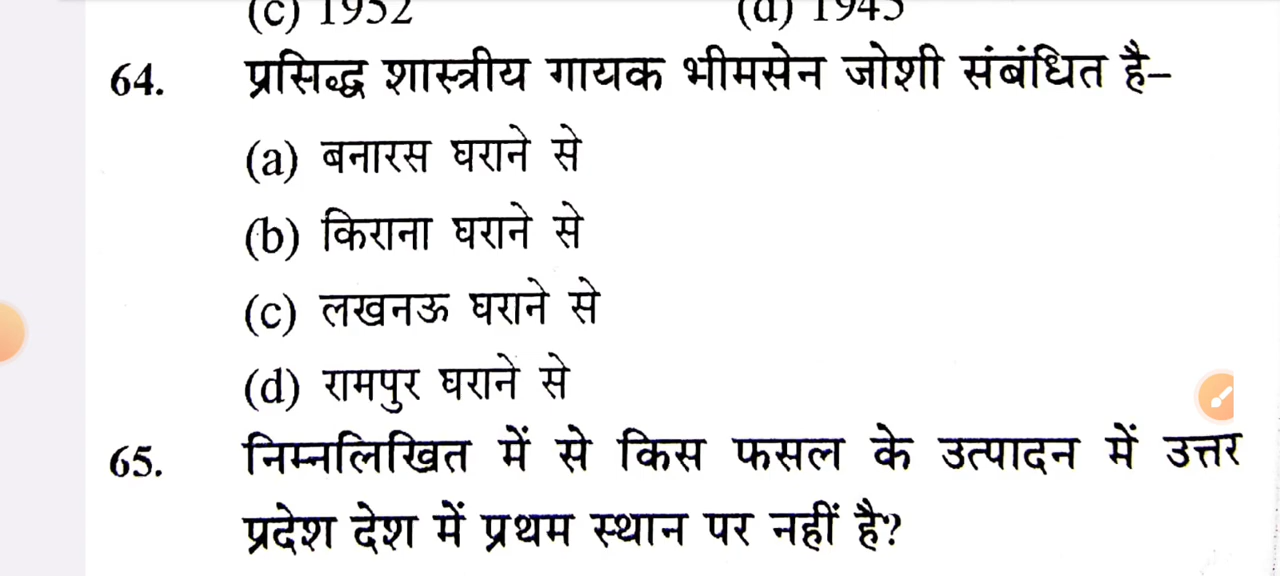 (c) 1952 (d) 1945
64. प्रसिद्ध शास्त्रीय गायक भीमसेन जोशी संबंधित है–
(a) बनारस घराने से
(b) किराना घराने से
(c) लखनऊ घराने से
(d) रामपुर घराने से
65. निम्नलिखित में से किस फसल के उत्पादन में उत्तर
प्रदेश देश में प्रथम स्थान पर नहीं है?